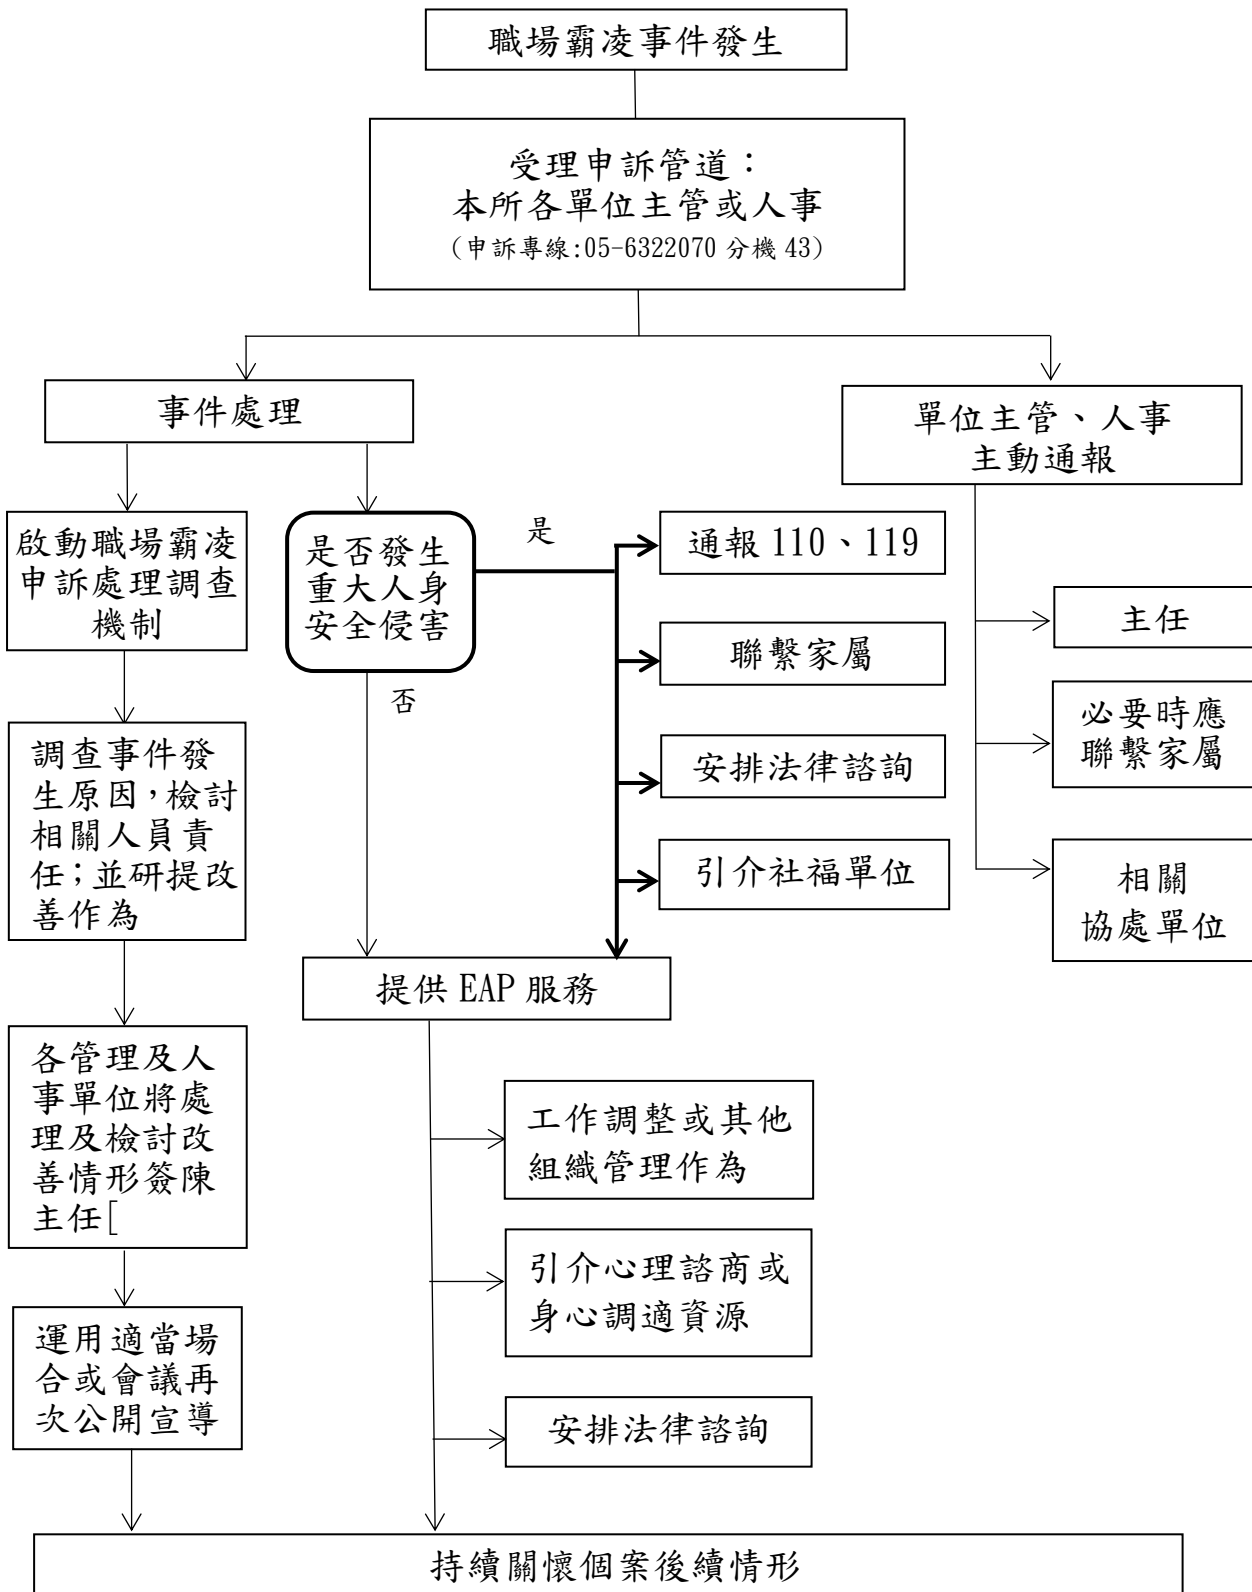 職場霸凌事件發生
受理申訴管道：
本所各單位主管或人事
（申訴專線:05-6322070 分機 43）
事件處理
單位主管、人事
主動通報
啟動職場霸凌
申訴處理調查
機制
是否發生
重大人身
安全侵害
是
否
通報 110、119
聯繫家屬
安排法律諮詢
引介社福單位
主任
必要時應
聯繫家屬
相關
協處單位
調查事件發
生原因，檢討
相關人員責
任；並研提改
善作為
提供 EAP 服務
各管理及人
事單位將處
理及檢討改
善情形簽陳
主任[
工作調整或其他
組織管理作為
引介心理諮商或
身心調適資源
安排法律諮詢
運用適當場
合或會議再
次公開宣導
持續關懷個案後續情形